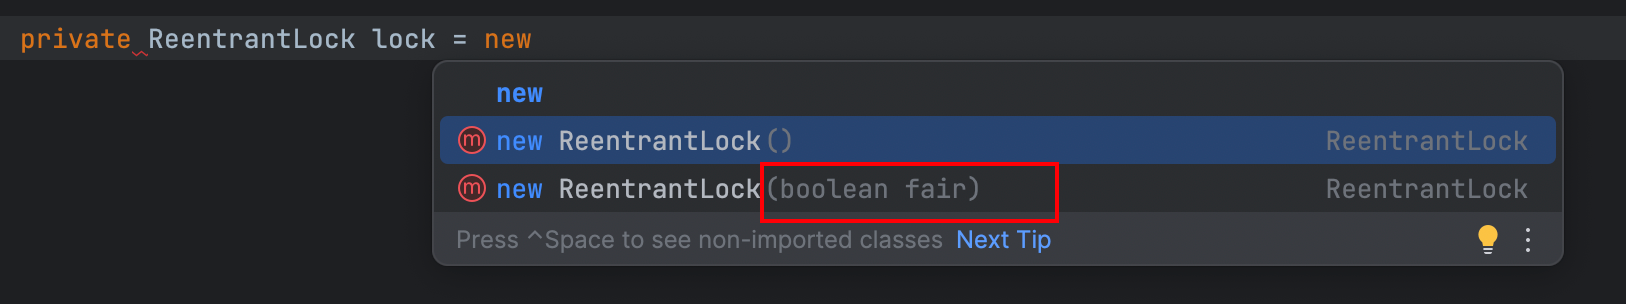 private ReentrantLock lock = new
new
m new ReentrantLock() ReentrantLock
m new ReentrantLock(boolean fair) ReentrantLock
Press ^Space to see non-imported classes Next Tip